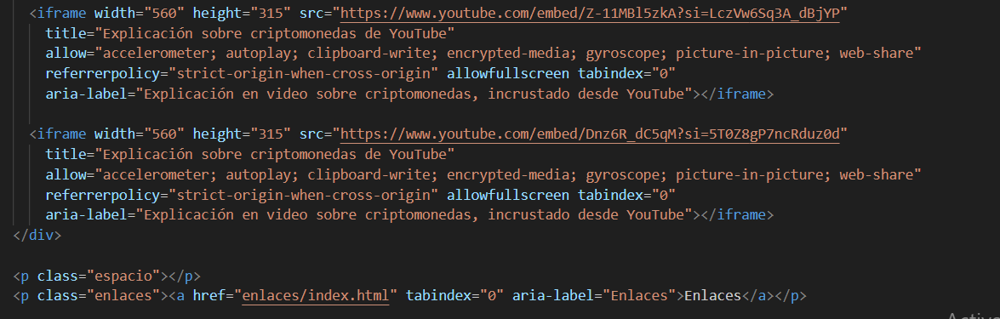 <iframe width="560" height="315" src="https://www.youtube.com/embed/Z-11MBl5zkA?si=LczVw6Sq3A_dBjYP"
title="Explicación sobre criptomonedas de YouTube"
allow="accelerometer; autoplay; clipboard-write; encrypted-media; gyroscope; picture-in-picture; web-share"
referrerpolicy="strict-origin-when-cross-origin" allowfullscreen tabindex="0"
aria-label="Explicación en video sobre criptomonedas, incrustado desde YouTube"></iframe>
<iframe width="560" height="315" src="https://www.youtube.com/embed/Dnz6R_dC5qM?si=5T0Z8gP7ncRduz0d"
title="Explicación sobre criptomonedas de YouTube"
allow="accelerometer; autoplay; clipboard-write; encrypted-media; gyroscope; picture-in-picture; web-share"
referrerpolicy="strict-origin-when-cross-origin" allowfullscreen tabindex="0"
aria-label="Explicación en video sobre criptomonedas, incrustado desde YouTube"></iframe>
</div>
<p class="espacio"></p>
<p class="enlaces"><a href="enlaces/index.html" tabindex="0" aria-label="Enlaces">Enlaces</a></p>